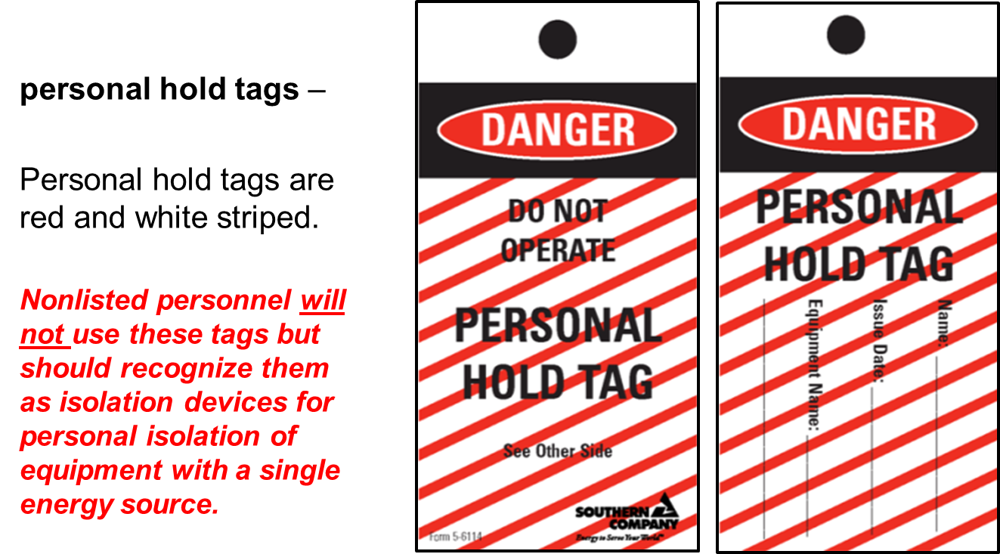 personal hold tags –
Personal hold tags are
red and white striped.
Nonlisted personnel will
not use these tags but
should recognize them
as isolation devices for
personal isolation of
equipment with a single
energy source.
DANGER
DO NOT
OPERATE
PERSONAL
HOLD TAG
See Other Side
SOUTHERN
COMPANY
Energy to Serve Your World™
Form 5-6114
DANGER
PERSONAL
HOLD TAG
Name:
Issue Date:
Equipment Name: